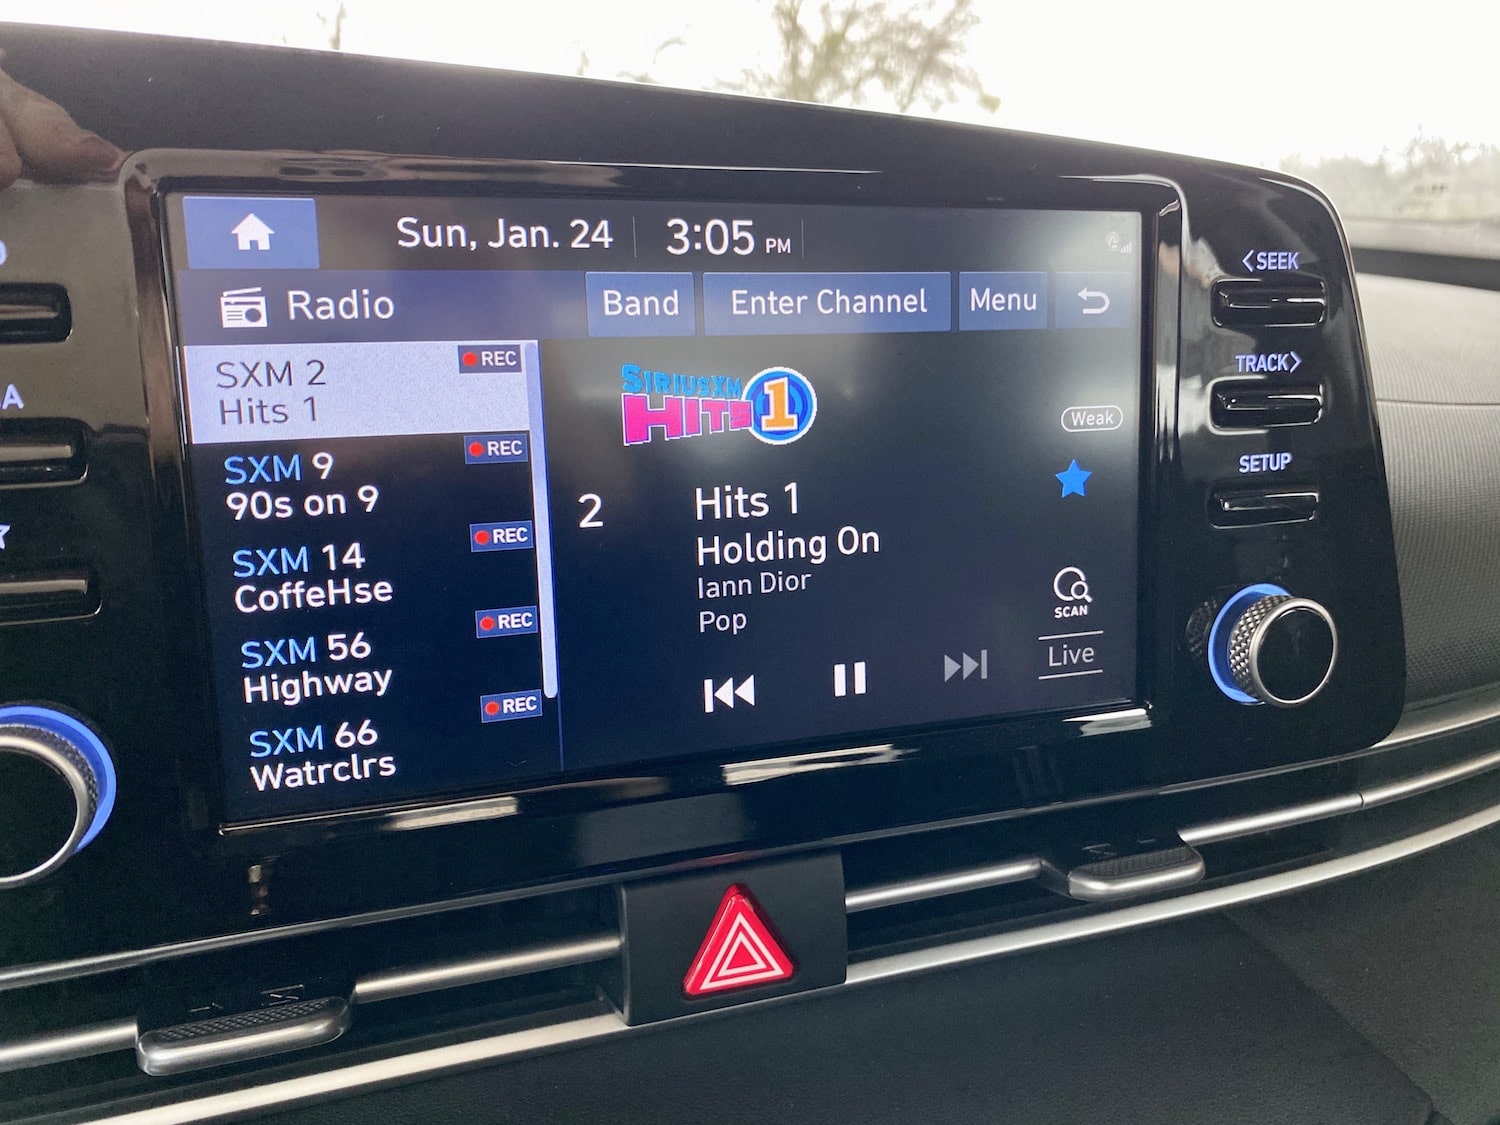 Sun, Jan. 24
3:05 PM
Radio
Band
Enter Channel
Menu
SXM 2
REC
Hits 1
SXM 9
REC
90s on 9
SXM 14
REC
CoffeHse
SXM 56
REC
Highway
SXM 66
REC
Watrclrs
SIRIUSXM
HITS 1
Weak
2
Hits 1
Holding On
Iann Dior
Pop
SCAN
Live
<SEEK
TRACK>
SETUP